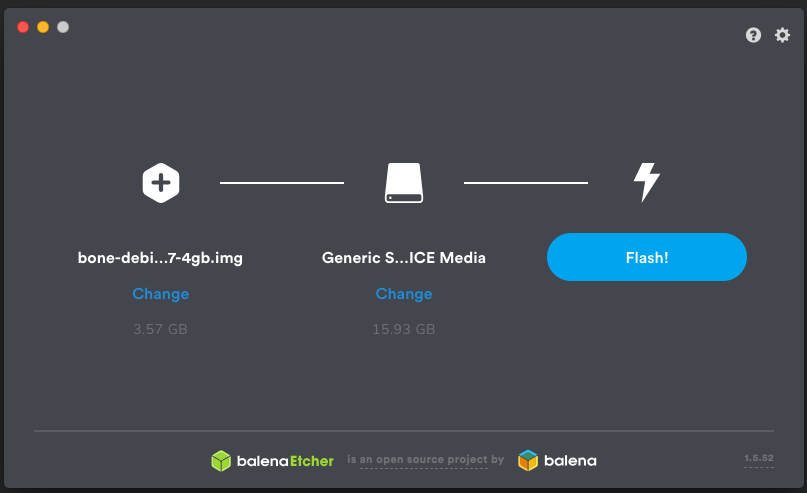 bone-debi...7-4gb.img
Change
3.57 GB
Generic S...ICE Media
Change
15.93 GB
Flash!
balenaEtcher is an open source project by balena
1.5.52